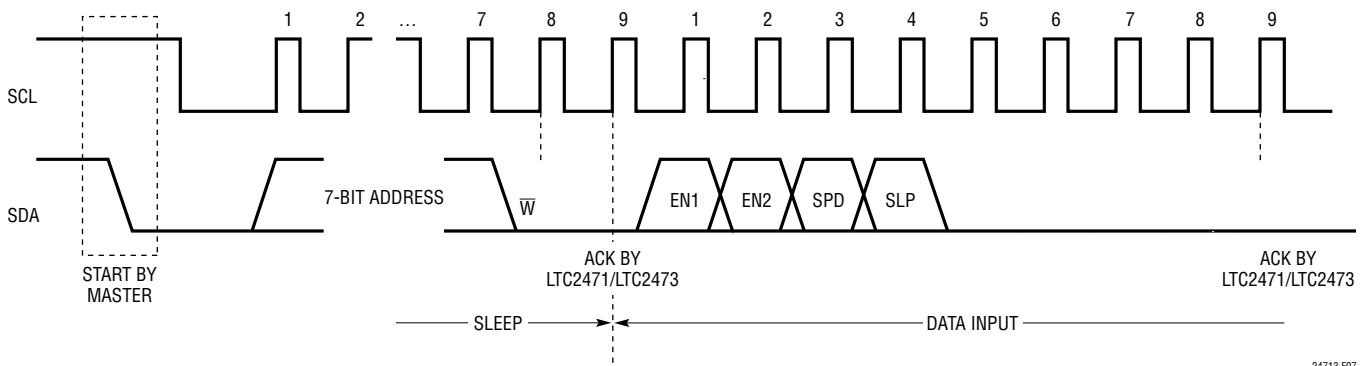 1 2 … 7 8 9 1 2 3 4 5 6 7 8 9
SCL
SDA
7-BIT ADDRESS
W̅
EN1 EN2 SPD SLP
START BY
MASTER
ACK BY
LTC2471/LTC2473
ACK BY
LTC2471/LTC2473
SLEEP
DATA INPUT
24713 F07